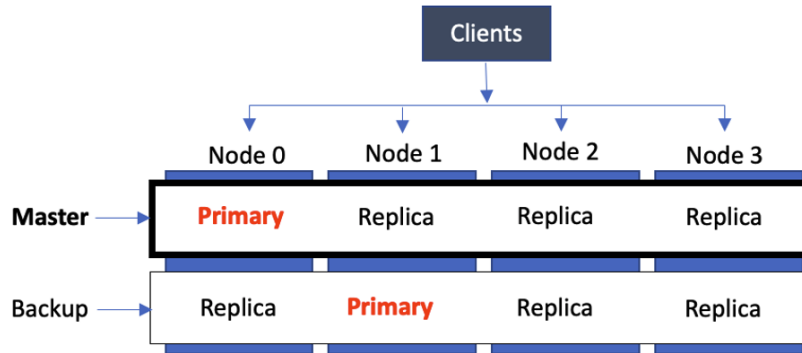 Clients
Node 0 Node 1 Node 2 Node 3
Master Primary Replica Replica Replica
Backup Replica Primary Replica Replica